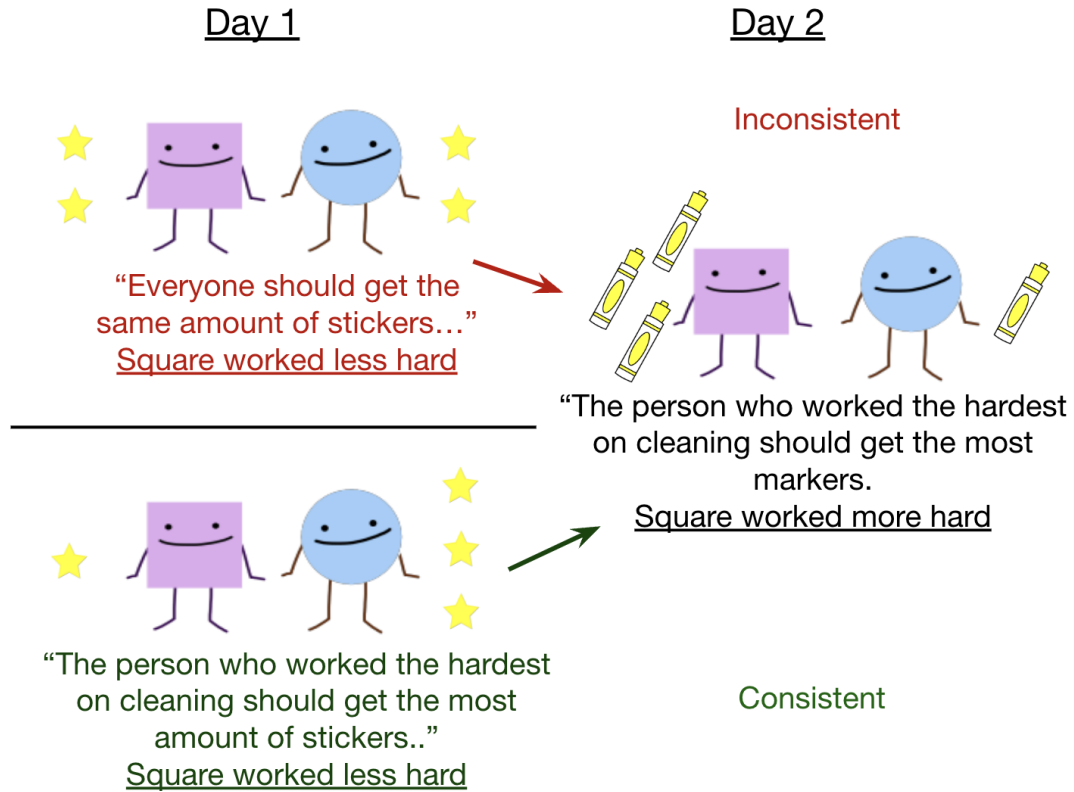 Day 1
Day 2
Inconsistent
“Everyone should get the
same amount of stickers…”
Square worked less hard
“The person who worked the hardest
on cleaning should get the most
markers.
Square worked more hard
“The person who worked the hardest
on cleaning should get the most
amount of stickers..”
Square worked less hard
Consistent